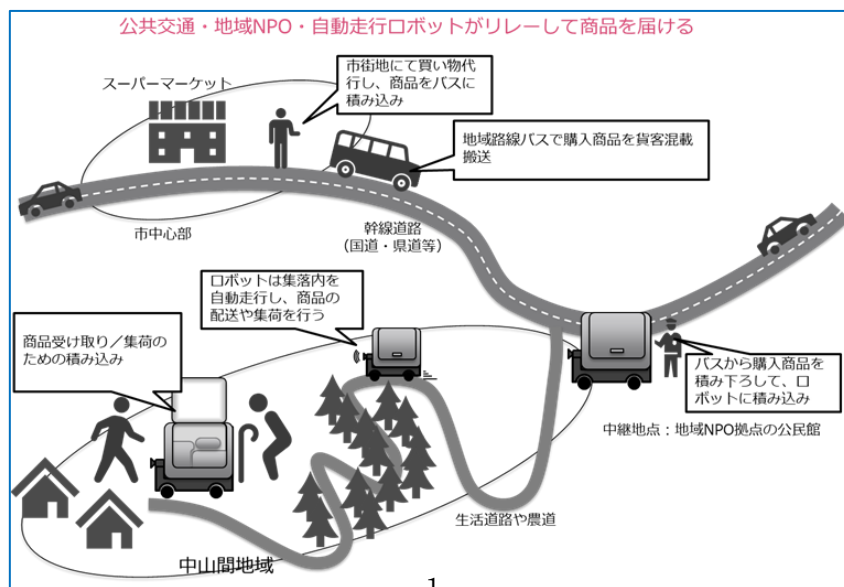 公共交通・地域NPO・自動走行ロボットがリレーして商品を届ける
スーパーマーケット
市街地にて買い物代
行し、商品をバスに
積み込み
地域路線バスで購入商品を貨客混載
搬送
市中心部
幹線道路
(国道・県道等)
ロボットは集落内を
自動走行し、商品の
配送や集荷を行う
商品受け取り／集荷の
ための積み込み
バスから購入商品を
積み下ろして、ロ
ボットに積み込み
中継地点：地域NPO拠点の公民館
生活道路や農道
中山間地域
1